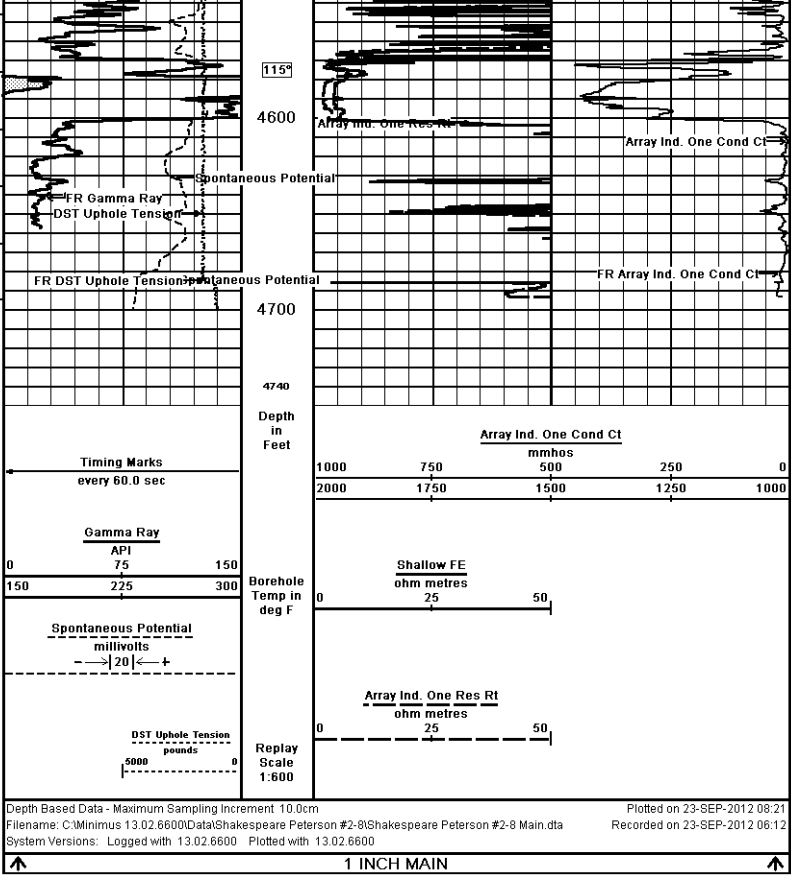 115°
4600
Array Ind. One Res Rt
Array Ind. One Cond Ct
Spontaneous Potential
FR Gamma Ray
DST Uphole Tension
FR Array Ind. One Cond Ct
FR DST Uphole Tension
Spontaneous Potential
4700
4740
Depth
in
Feet
Array Ind. One Cond Ct
mmhos
1000 750 500 250 0
2000 1750 1500 1250 1000
Timing Marks
every 60.0 sec
Gamma Ray
API
0 75 150
150 225 300
Borehole
Temp in
deg F
Shallow FE
ohm metres
0 25 50
Spontaneous Potential
millivolts
- 20 +
Array Ind. One Res Rt
ohm metres
0 25 50
DST Uphole Tension
pounds
5000 0
Replay
Scale
1:600
Depth Based Data - Maximum Sampling Increment 10.0cm Plotted on 23-SEP-2012 08:21
Filename: C:\Minimus 13.02.6600\Data\Shakespeare Peterson #2-8\Shakespeare Peterson #2-8 Main.dta Recorded on 23-SEP-2012 06:12
System Versions: Logged with 13.02.6600 Plotted with 13.02.6600
1 INCH MAIN